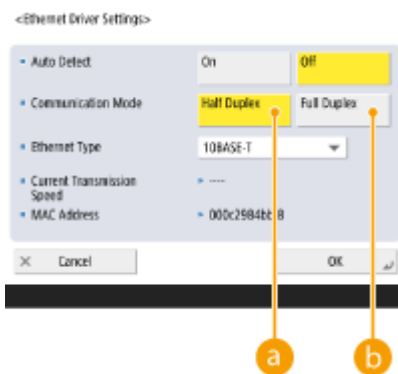 <Ethernet Driver Settings>
Auto Detect On Off
Communication Mode Half Duplex Full Duplex
Ethernet Type 10BASE-T
Current Transmission Speed ----
MAC Address
× Cancel OK
a b